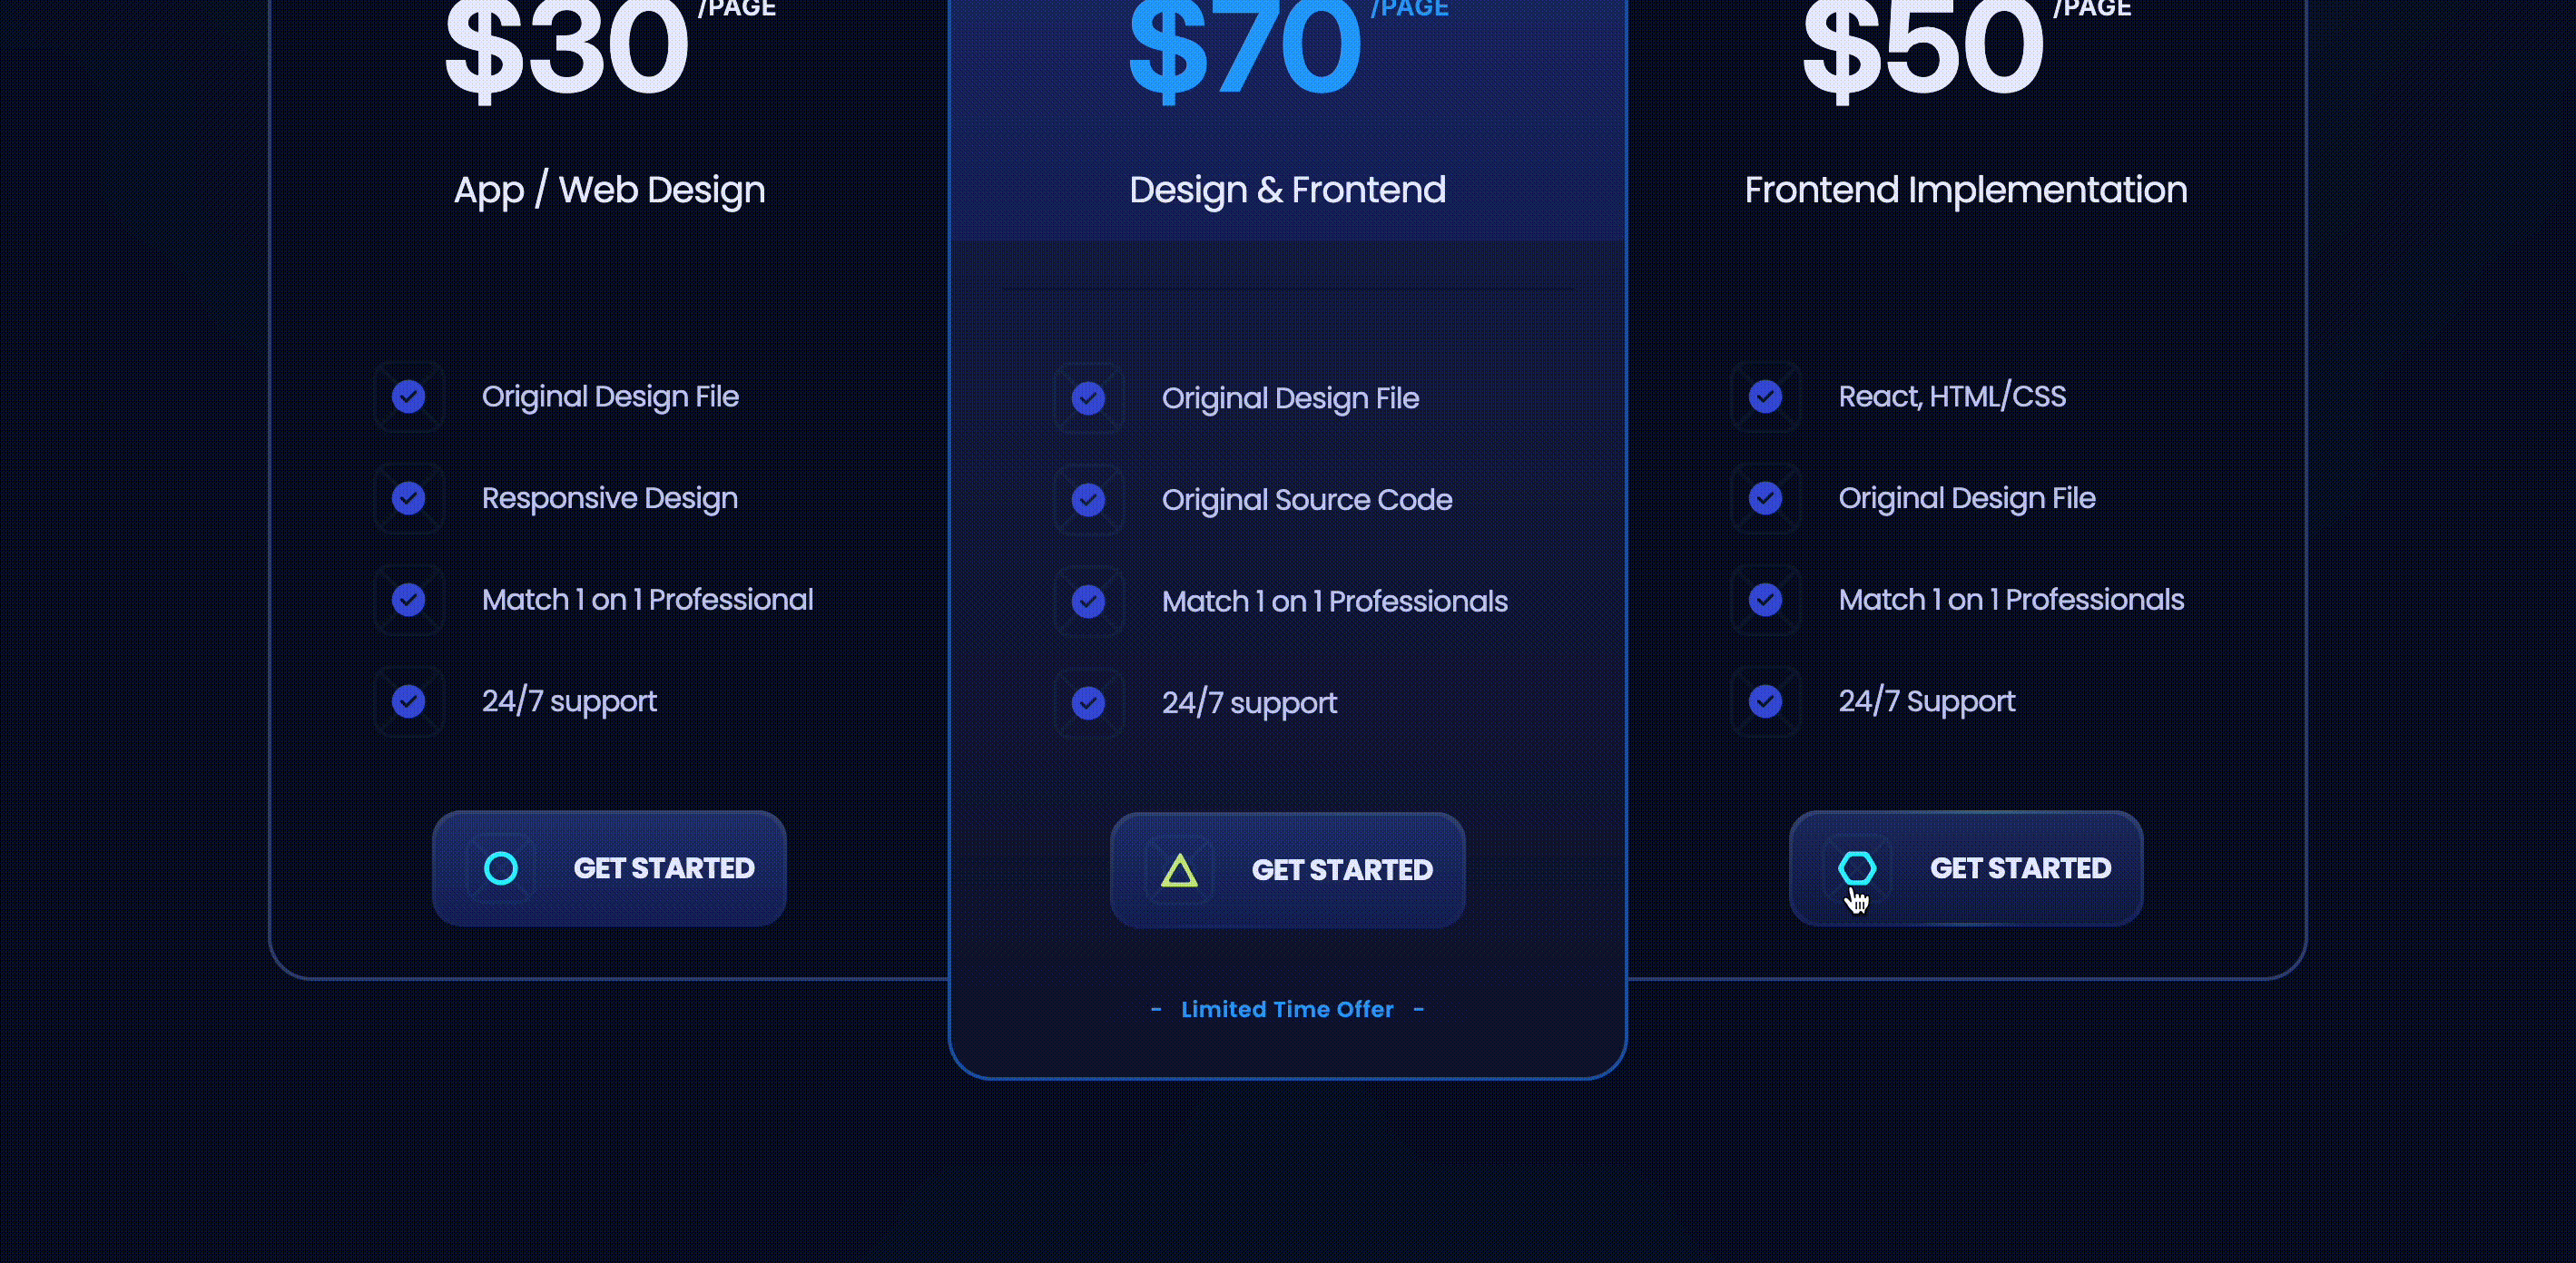 $30 /PAGE
App / Web Design
Original Design File
Responsive Design
Match 1 on 1 Professional
24/7 support
GET STARTED
$70 /PAGE
Design & Frontend
Original Design File
Original Source Code
Match 1 on 1 Professionals
24/7 support
GET STARTED
- Limited Time Offer -
$50 /PAGE
Frontend Implementation
React, HTML/CSS
Original Design File
Match 1 on 1 Professionals
24/7 Support
GET STARTED